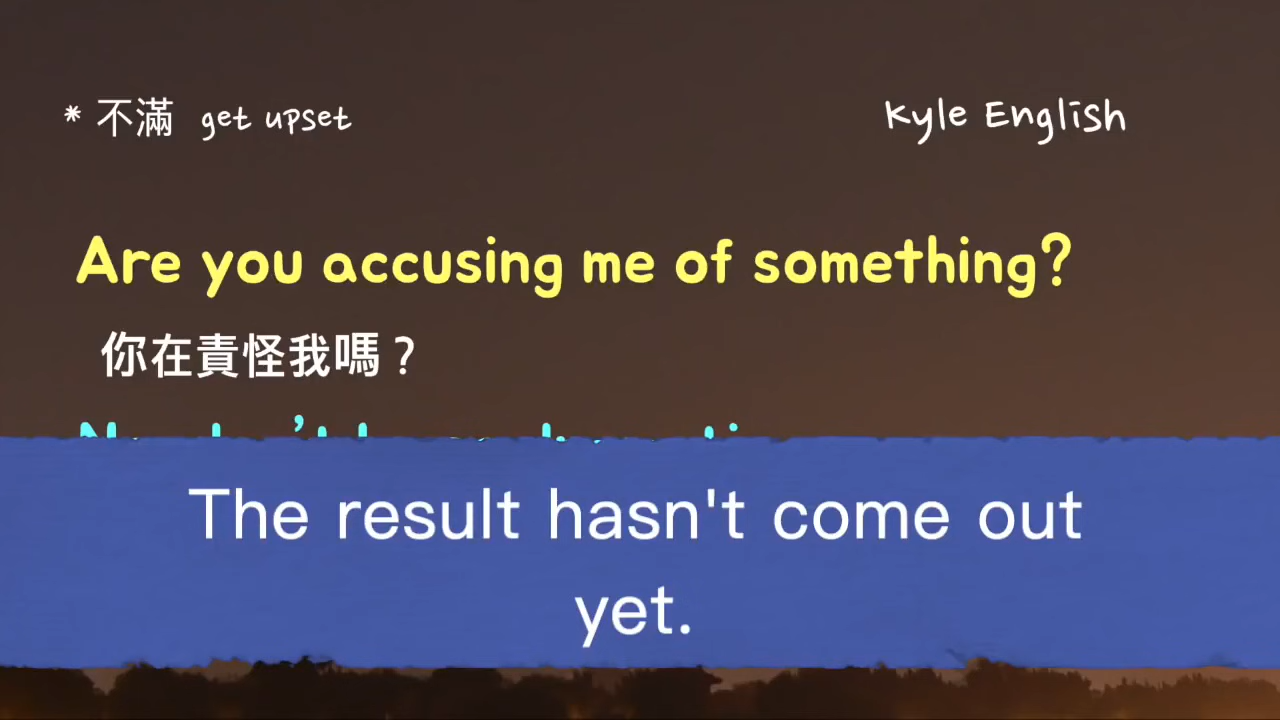 * 不滿 get upset
Kyle English
Are you accusing me of something?
你在責怪我嗎？
The result hasn't come out
yet.